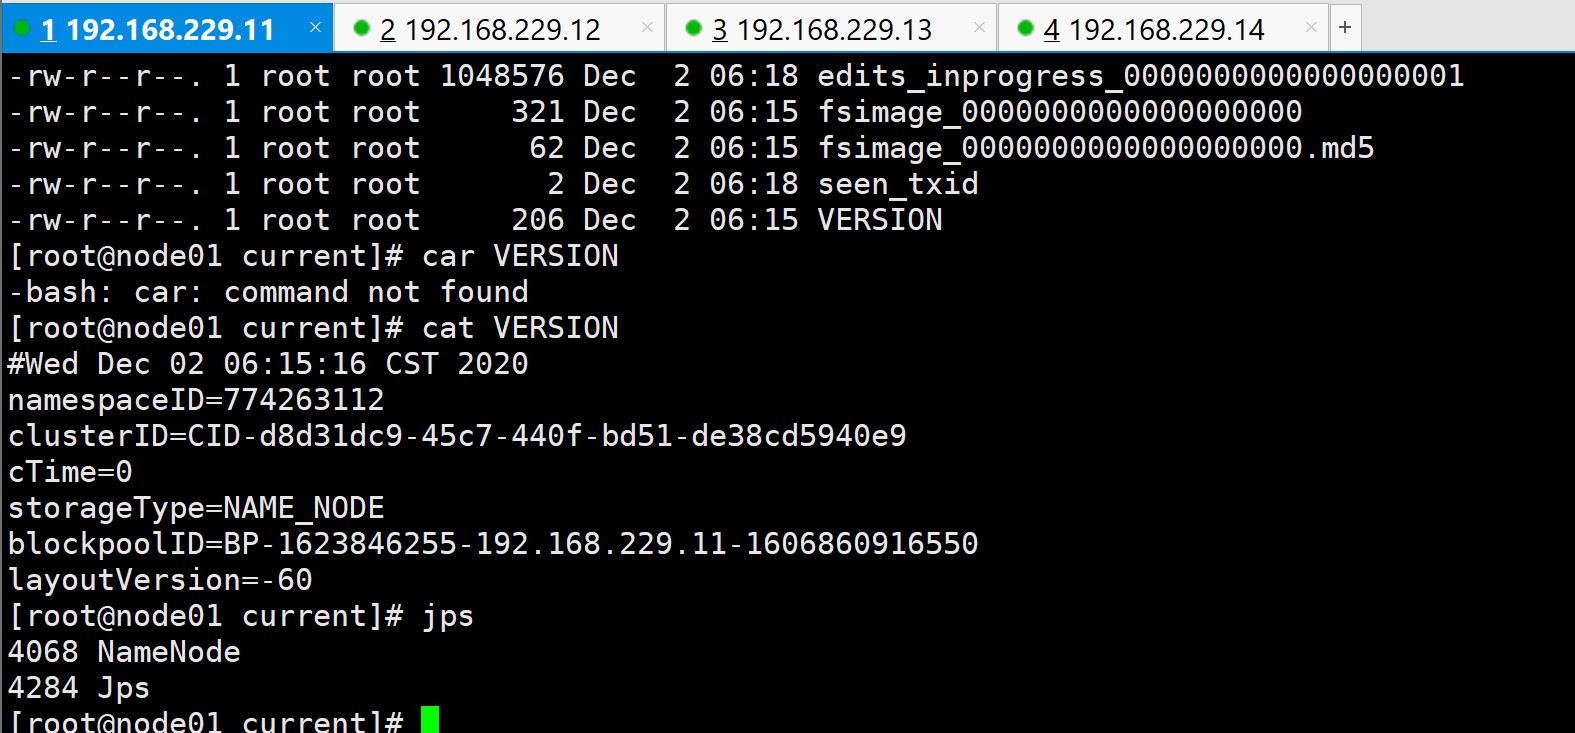 1 192.168.229.11 × 2 192.168.229.12 × 3 192.168.229.13 × 4 192.168.229.14 × +
-rw-r--r--. 1 root root 1048576 Dec  2 06:18 edits_inprogress_0000000000000000001
-rw-r--r--. 1 root root     321 Dec  2 06:15 fsimage_0000000000000000000
-rw-r--r--. 1 root root      62 Dec  2 06:15 fsimage_0000000000000000000.md5
-rw-r--r--. 1 root root       2 Dec  2 06:18 seen_txid
-rw-r--r--. 1 root root     206 Dec  2 06:15 VERSION
[root@node01 current]# car VERSION
-bash: car: command not found
[root@node01 current]# cat VERSION
#Wed Dec 02 06:15:16 CST 2020
namespaceID=774263112
clusterID=CID-d8d31dc9-45c7-440f-bd51-de38cd5940e9
cTime=0
storageType=NAME_NODE
blockpoolID=BP-1623846255-192.168.229.11-1606860916550
layoutVersion=-60
[root@node01 current]# jps
4068 NameNode
4284 Jps
[root@node01 current]#